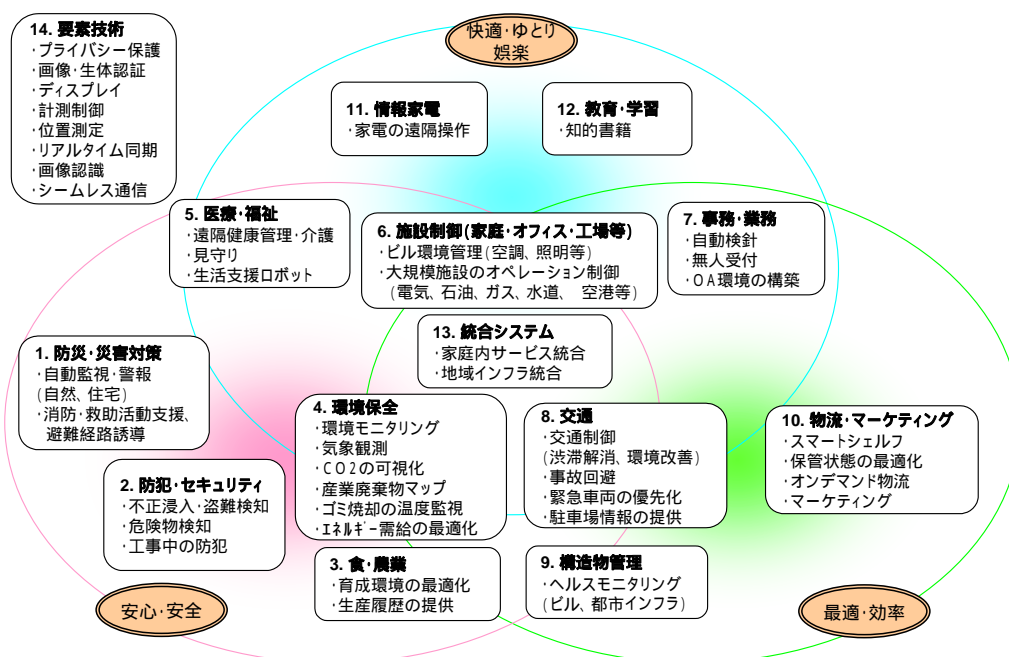 14. 要素技術
･プライバシー保護
･画像･生体認証
･ディスプレイ
･計測制御
･位置測定
･リアルタイム同期
･画像認識
･シームレス通信
快適･ゆとり
娯楽
11. 情報家電
･家電の遠隔操作
12. 教育･学習
･知的書籍
5. 医療･福祉
･遠隔健康管理･介護
･見守り
･生活支援ロボット
6. 施設制御(家庭･オフィス･工場等)
･ビル環境管理(空調、照明等)
･大規模施設のオペレーション制御
(電気、石油、ガス、水道、 空港等)
7. 事務･業務
･自動検針
･無人受付
･OA環境の構築
13. 統合システム
･家庭内サービス統合
･地域インフラ統合
1. 防災･災害対策
･自動監視･警報
(自然、住宅)
･消防･救助活動支援、
避難経路誘導
4. 環境保全
･環境モニタリング
･気象観測
･CO2の可視化
･産業廃棄物マップ
･ゴミ焼却の温度監視
･ｴﾈﾙｷﾞｰ需給の最適化
8. 交通
･交通制御
(渋滞解消、環境改善)
･事故回避
･緊急車両の優先化
･駐車場情報の提供
10. 物流･マーケティング
･スマートシェルフ
･保管状態の最適化
･オンデマンド物流
･マーケティング
2. 防犯･セキュリティ
･不正浸入･盗難検知
･危険物検知
･工事中の防犯
3. 食･農業
･育成環境の最適化
･生産履歴の提供
9. 構造物管理
･ヘルスモニタリング
(ビル、都市インフラ)
安心･安全
最適･効率